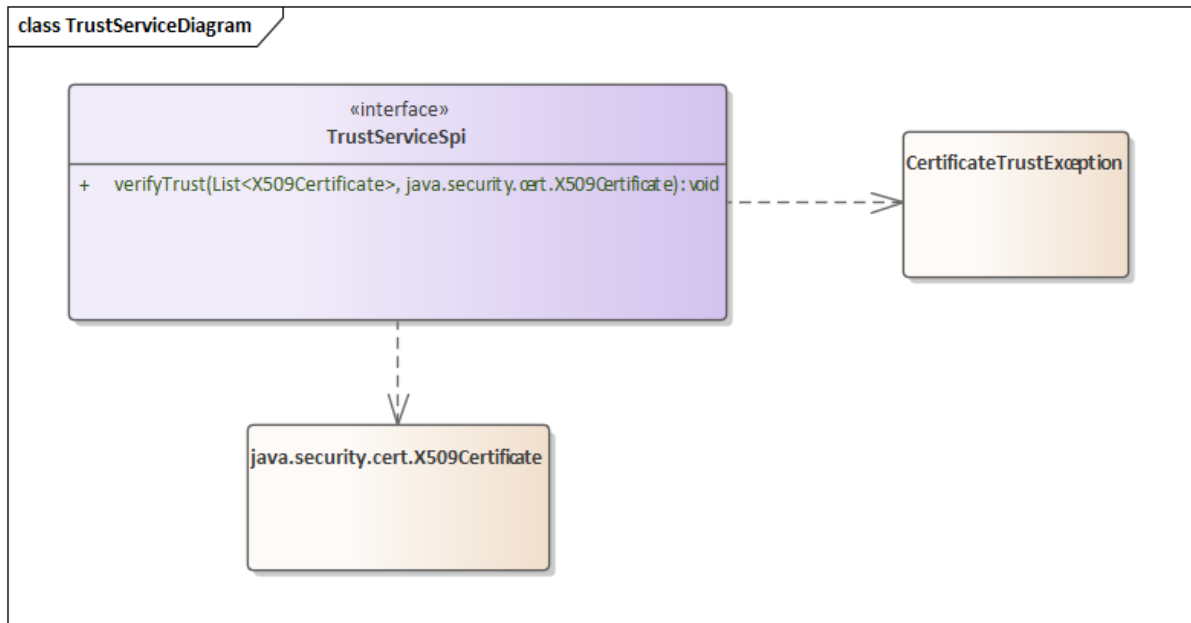 class TrustServiceDiagram
«interface»
TrustServiceSpi
+ verifyTrust(List<X509Certificate>, java.security.cert.X509Certificate): void
CertificateTrustException
java.security.cert.X509Certificate